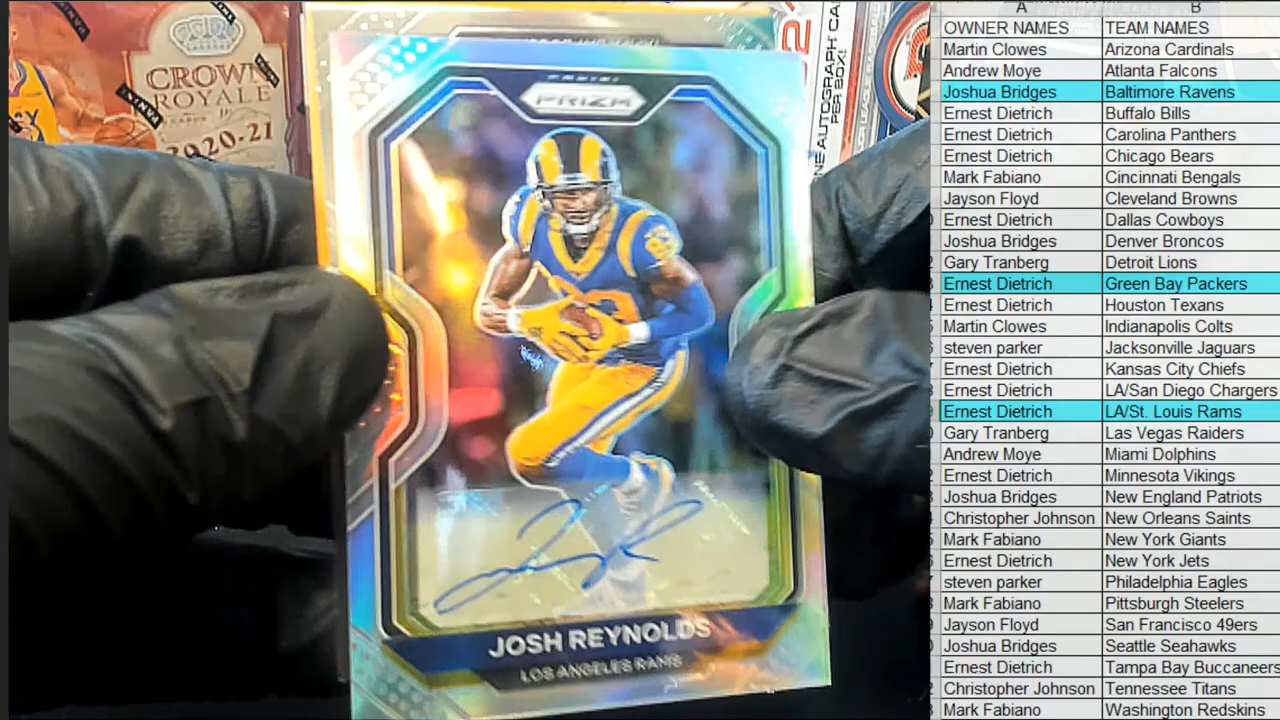 CROWN
ROYALE
2020-21
PANINI
PANINI
PRIZM
JOSH REYNOLDS
LOS ANGELES RAMS
ONE AUTOGRAPH CA
PER BOX!
A B
OWNER NAMES TEAM NAMES
Martin Clowes Arizona Cardinals
Andrew Moye Atlanta Falcons
Joshua Bridges Baltimore Ravens
Ernest Dietrich Buffalo Bills
Ernest Dietrich Carolina Panthers
Ernest Dietrich Chicago Bears
Mark Fabiano Cincinnati Bengals
Jayson Floyd Cleveland Browns
Ernest Dietrich Dallas Cowboys
Joshua Bridges Denver Broncos
Gary Tranberg Detroit Lions
Ernest Dietrich Green Bay Packers
Ernest Dietrich Houston Texans
Martin Clowes Indianapolis Colts
steven parker Jacksonville Jaguars
Ernest Dietrich Kansas City Chiefs
Ernest Dietrich LA/San Diego Chargers
Ernest Dietrich LA/St. Louis Rams
Gary Tranberg Las Vegas Raiders
Andrew Moye Miami Dolphins
Ernest Dietrich Minnesota Vikings
Joshua Bridges New England Patriots
Christopher Johnson New Orleans Saints
Mark Fabiano New York Giants
Ernest Dietrich New York Jets
steven parker Philadelphia Eagles
Mark Fabiano Pittsburgh Steelers
Jayson Floyd San Francisco 49ers
Joshua Bridges Seattle Seahawks
Ernest Dietrich Tampa Bay Buccaneers
Christopher Johnson Tennessee Titans
Mark Fabiano Washington Redskins